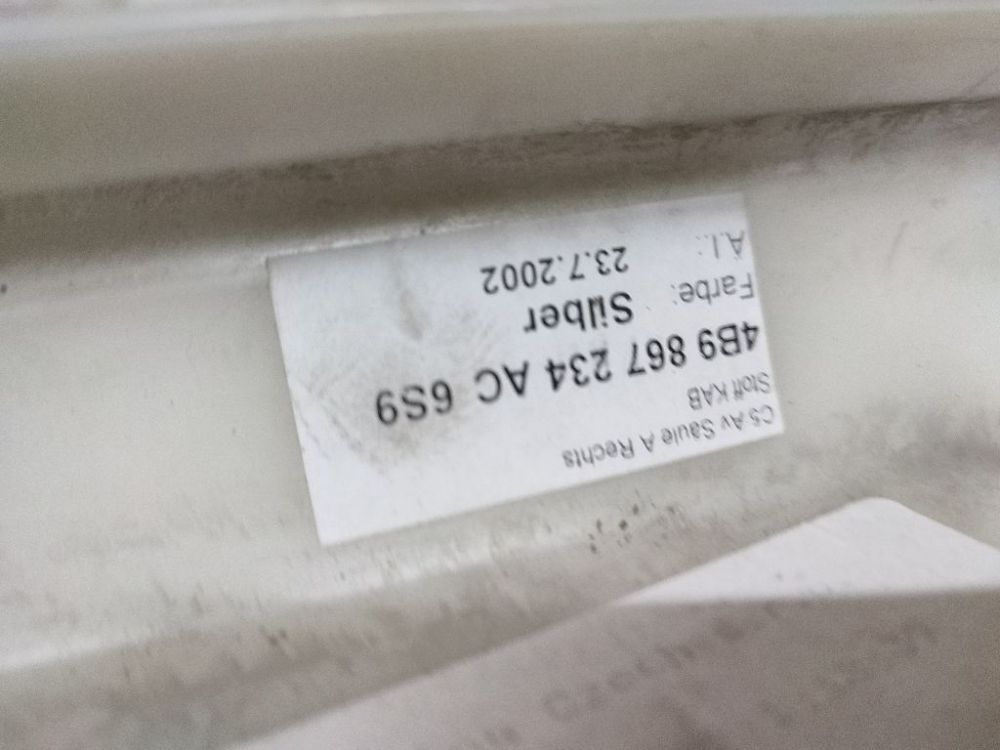 C5 Av Saule A Rechts
Stoff KAB
4B9 867 234 AC 6S9
Farbe: Silber
A.I.: 23.7.2002